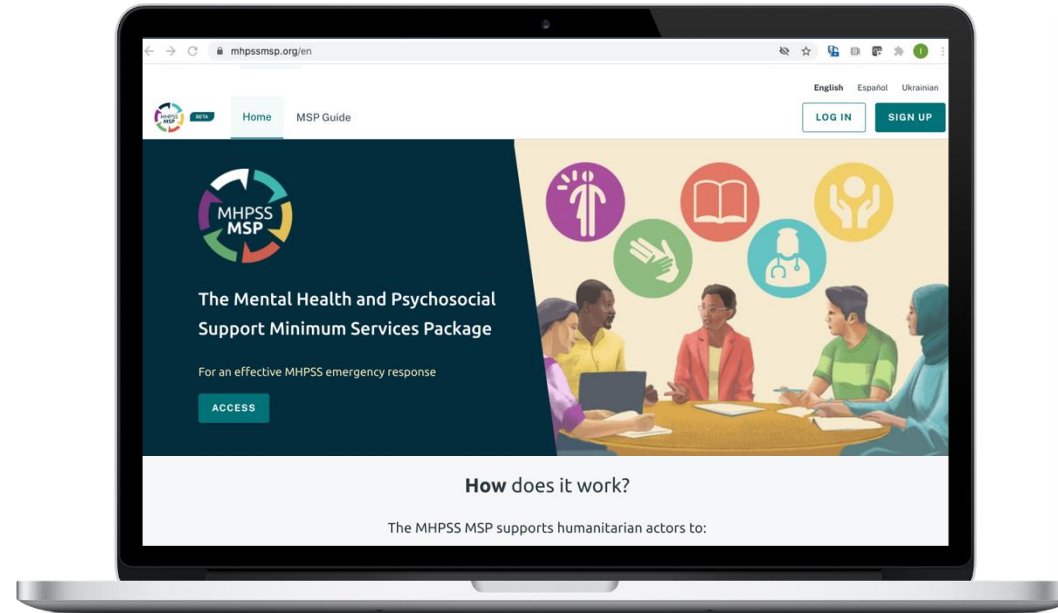 mhpssmsp.org/en
English Español Ukrainian
MHPSS
MSP
BETA
Home
MSP Guide
LOG IN
SIGN UP
MHPSS
MSP
The Mental Health and Psychosocial
Support Minimum Services Package
For an effective MHPSS emergency response
ACCESS
How does it work?
The MHPSS MSP supports humanitarian actors to: